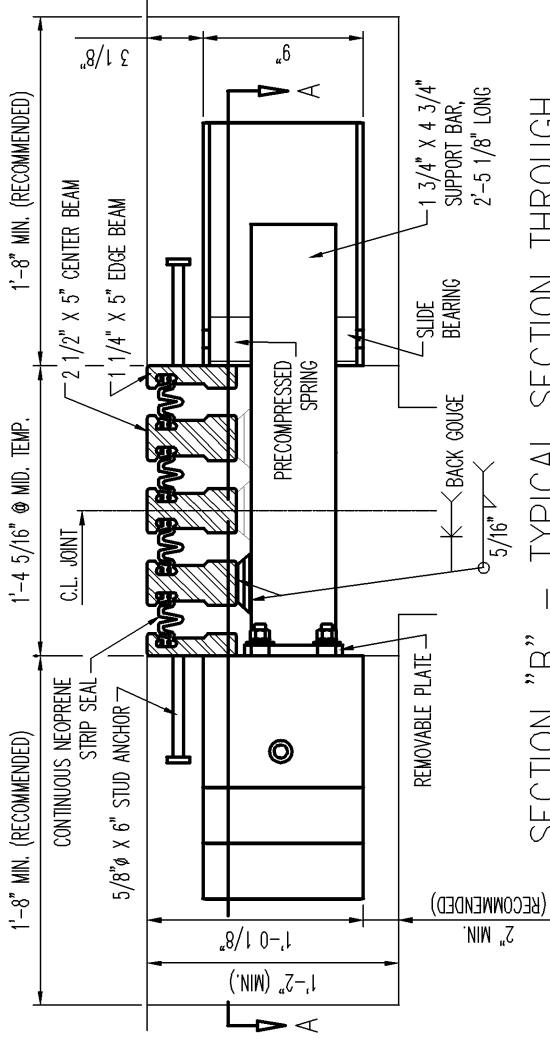 1'-8" MIN. (RECOMMENDED)
1'-4 5/16" @ MID. TEMP.
1'-8" MIN. (RECOMMENDED)
CONTINUOUS NEOPRENE
STRIP SEAL
5/8"ø X 6" STUD ANCHOR
C.L. JOINT
2 1/2" X 5" CENTER BEAM
1 1/4" X 5" EDGE BEAM
3 1/8"
9"
A
A
1'-2" (MIN.)
1'-0 1/8"
2" MIN.
(RECOMMENDED)
PRECOMPRESSED
SPRING
REMOVABLE PLATE
BACK GOUGE
5/16"
SLIDE
BEARING
1 3/4" X 4 3/4"
SUPPORT BAR,
2'-5 1/8" LONG
SECTION "B" – TYPICAL SECTION THROUGH